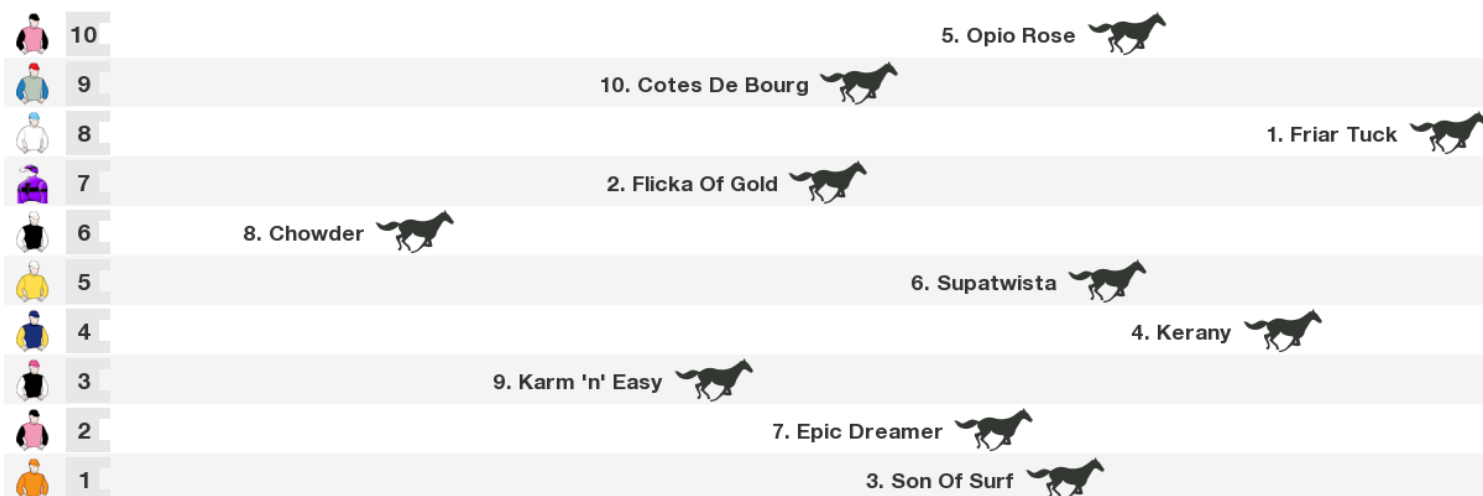 10 5. Opio Rose
9 10. Cotes De Bourg
8 1. Friar Tuck
7 2. Flicka Of Gold
6 8. Chowder
5 6. Supatwista
4 4. Kerany
3 9. Karm 'n' Easy
2 7. Epic Dreamer
1 3. Son Of Surf